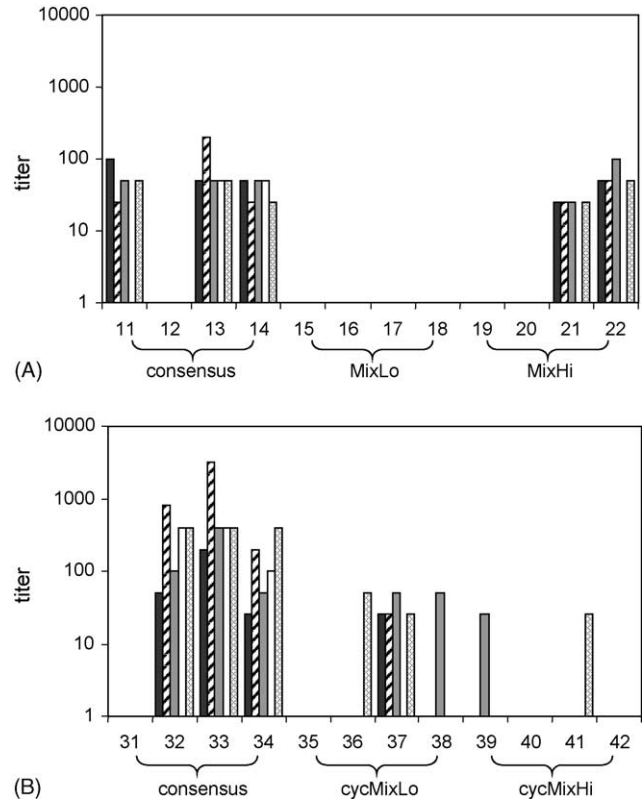 10000
1000
100
10
1
titer
11 12 13 14 15 16 17 18 19 20 21 22
(A) consensus MixLo MixHi
10000
1000
100
10
1
titer
31 32 33 34 35 36 37 38 39 40 41 42
(B) consensus cycMixLo cycMixHi